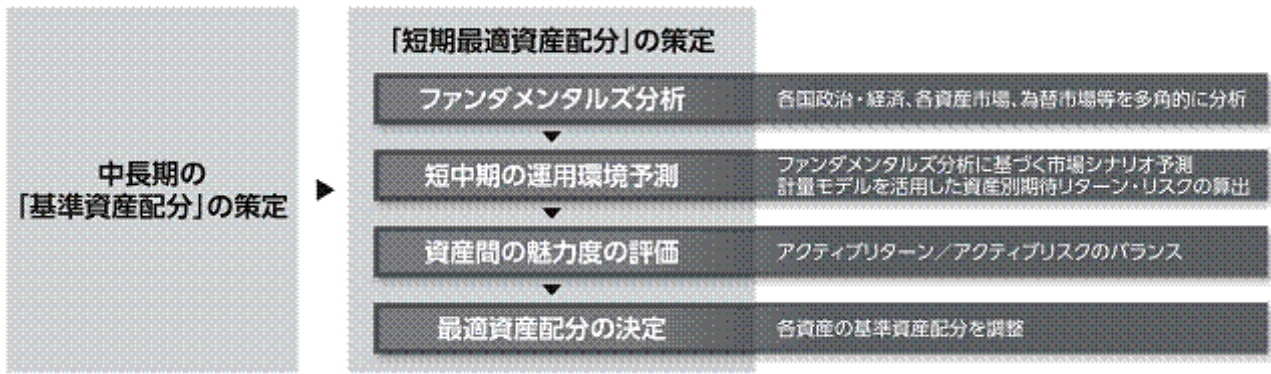 中長期の
「基準資産配分」の策定
「短期最適資産配分」の策定
ファンダメンタルズ分析
各国政治・経済、各資産市場、為替市場等を多角的に分析
短中期の運用環境予測
ファンダメンタルズ分析に基づく市場シナリオ予測
計量モデルを活用した資産別期待リターン・リスクの算出
資産間の魅力度の評価
アクティブリターン／アクティブリスクのバランス
最適資産配分の決定
各資産の基準資産配分を調整